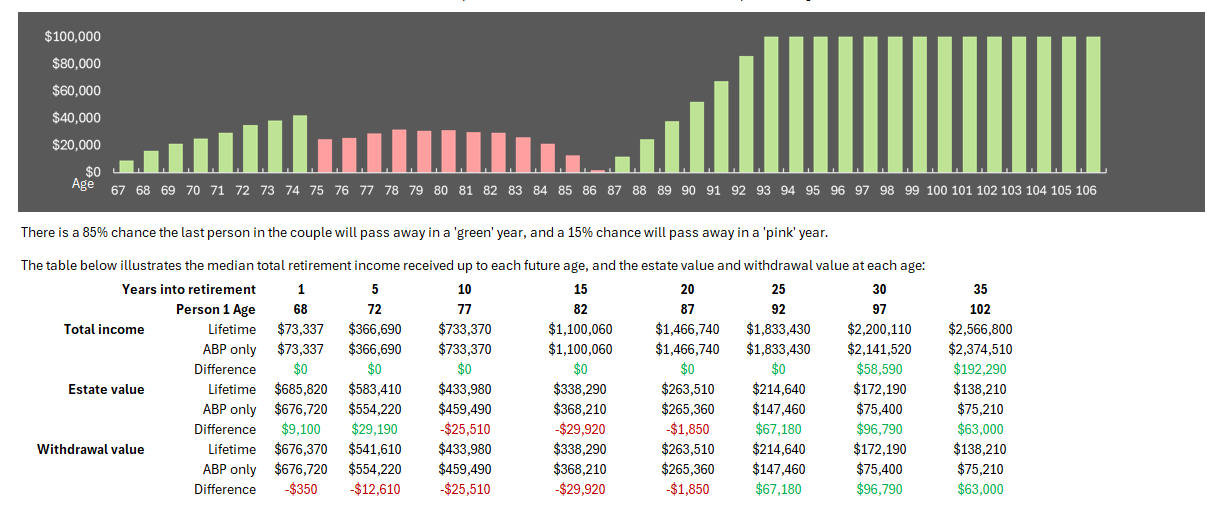 $100,000
$80,000
$60,000
$40,000
$20,000
$0
Age 67 68 69 70 71 72 73 74 75 76 77 78 79 80 81 82 83 84 85 86 87 88 89 90 91 92 93 94 95 96 97 98 99 100 101 102 103 104 105 106
There is a 85% chance the last person in the couple will pass away in a 'green' year, and a 15% chance will pass away in a 'pink' year.
The table below illustrates the median total retirement income received up to each future age, and the estate value and withdrawal value at each age:
Years into retirement 1 5 10 15 20 25 30 35
Person 1 Age 68 72 77 82 87 92 97 102
Total income Lifetime $73,337 $366,690 $733,370 $1,100,060 $1,466,740 $1,833,430 $2,200,110 $2,566,800
ABP only $73,337 $366,690 $733,370 $1,100,060 $1,466,740 $1,833,430 $2,141,520 $2,374,510
Difference $0 $0 $0 $0 $0 $0 $58,590 $192,290
Estate value Lifetime $685,820 $583,410 $433,980 $338,290 $263,510 $214,640 $172,190 $138,210
ABP only $676,720 $554,220 $459,490 $368,210 $265,360 $147,460 $75,400 $75,210
Difference $9,100 $29,190 -$25,510 -$29,920 -$1,850 $67,180 $96,790 $63,000
Withdrawal value Lifetime $676,370 $541,610 $433,980 $338,290 $263,510 $214,640 $172,190 $138,210
ABP only $676,720 $554,220 $459,490 $368,210 $265,360 $147,460 $75,400 $75,210
Difference -$350 -$12,610 -$25,510 -$29,920 -$1,850 $67,180 $96,790 $63,000